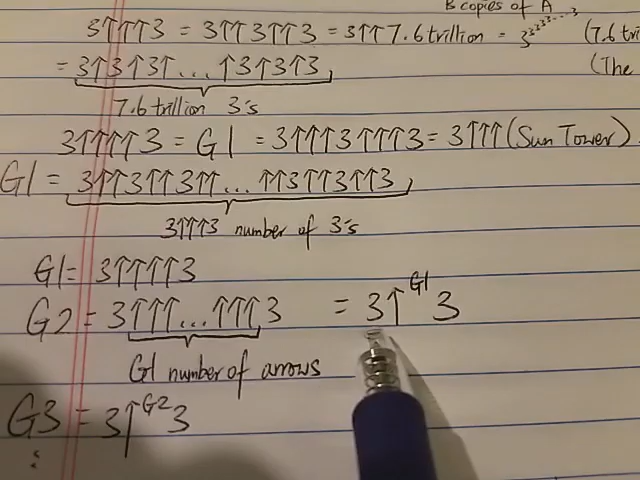 B copies of A
3↑↑↑3 = 3↑↑3↑↑3 = 3↑↑7.6 trillion = 3^3^3^3^3...^3 (7.6 tri
= 3↑3↑3↑...↑3↑3↑3, (The
7.6 trillion 3's
3↑↑↑↑3 = G1 = 3↑↑↑3↑↑↑3 = 3↑↑↑(Sun Tower).
G1 = 3↑↑3↑↑3↑↑...↑↑3↑↑3↑↑3,
3↑↑↑3 number of 3's
G1 = 3↑↑↑↑3
G2 = 3↑↑↑...↑↑↑3 = 3↑^G1 3
G1 number of arrows
G3 = 3↑^G2 3
: